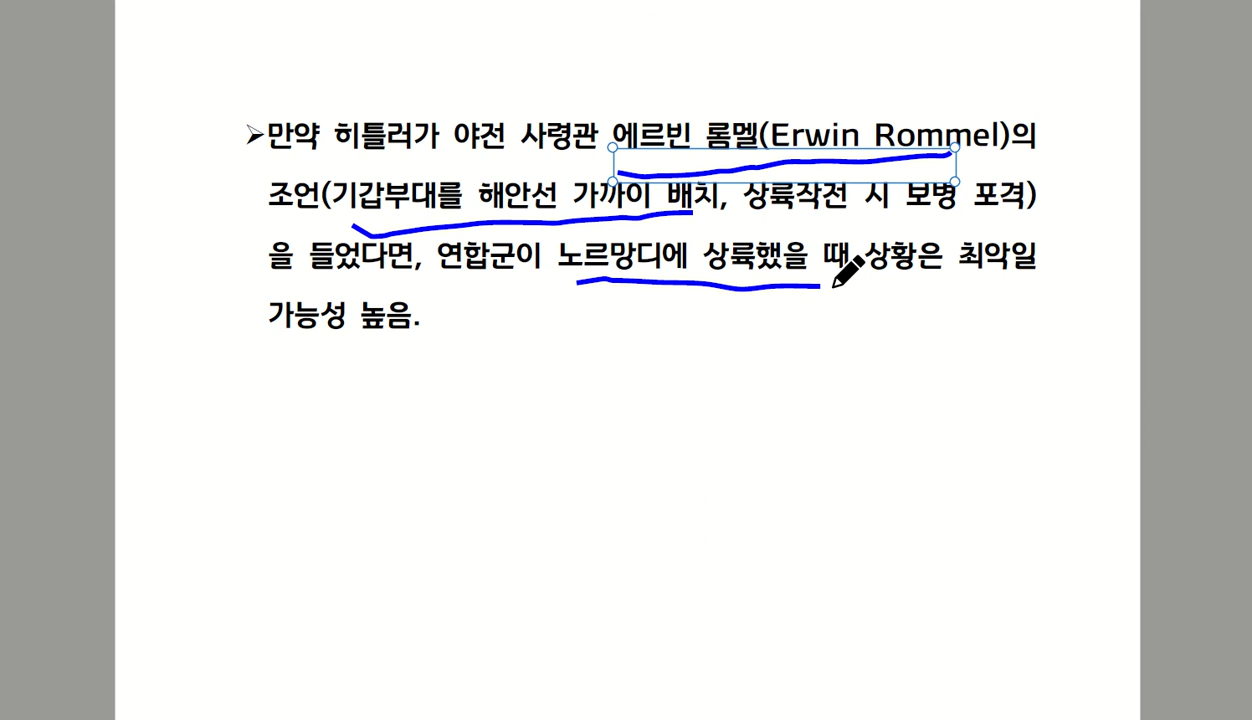 ➢만약 히틀러가 야전 사령관 에르빈 롬멜(Erwin Rommel)의
조언(기갑부대를 해안선 가까이 배치, 상륙작전 시 보병 포격)
을 들었다면, 연합군이 노르망디에 상륙했을 때 상황은 최악일
가능성 높음.